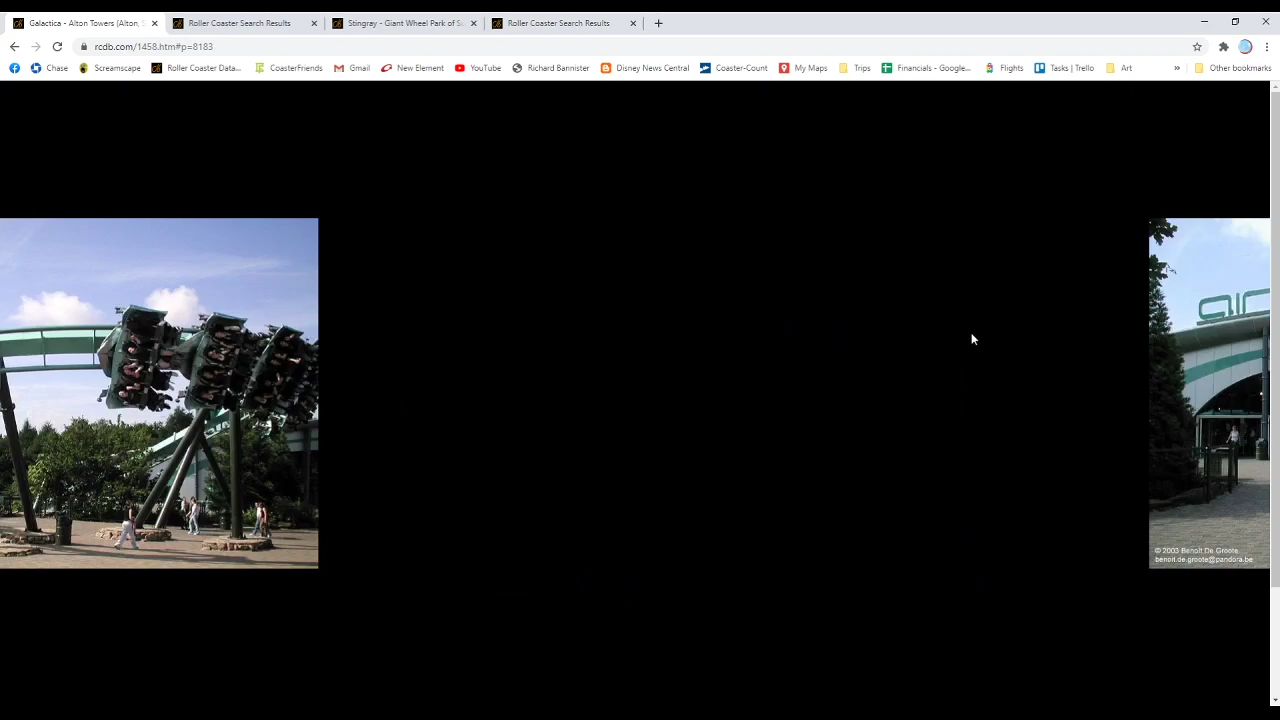 Galactica - Alton Towers (Alton, S
Roller Coaster Search Results
Stingray - Giant Wheel Park of S
Roller Coaster Search Results
rcdb.com/1458.htm#p=8183
Chase
Screamscape
Roller Coaster Data...
CoasterFriends
Gmail
New Element
YouTube
Richard Bannister
Disney News Central
Coaster-Count
My Maps
Trips
Financials - Google...
Flights
Tasks | Trello
Art
»
Other bookmarks
© 2003 Benoit De Groote
benoit.de.groote@pandora.be